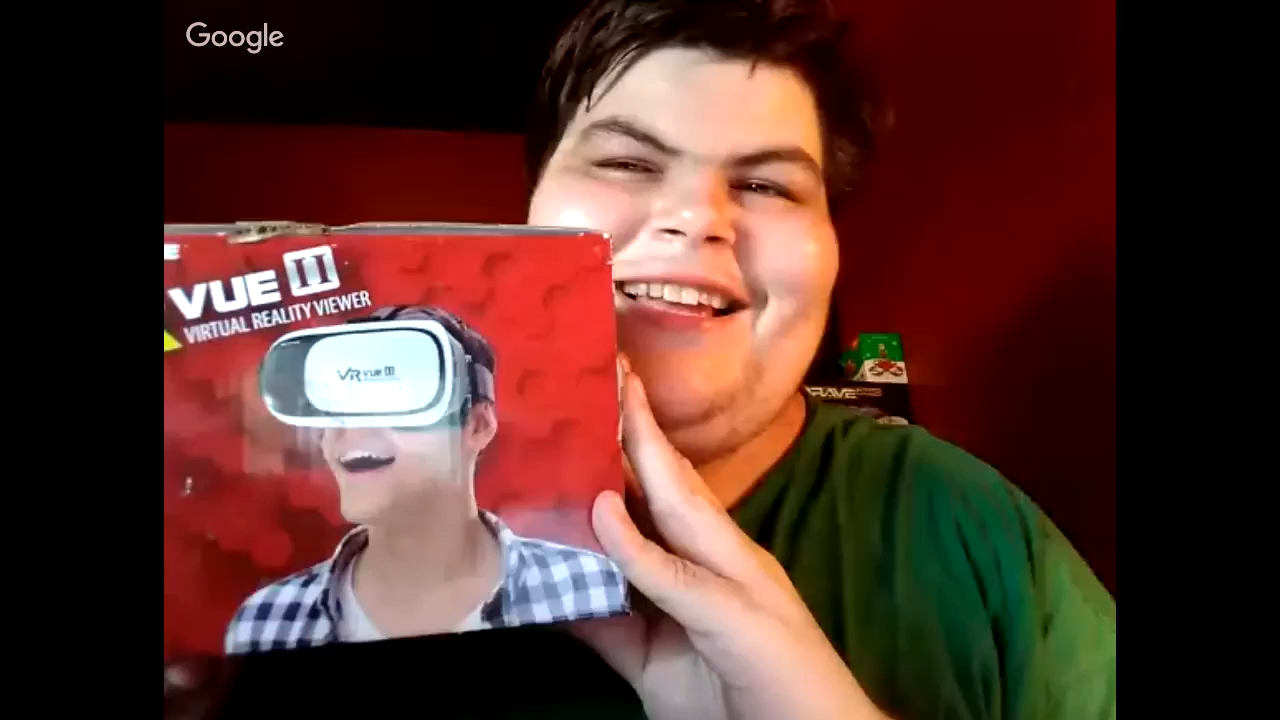 Google
E
VUE II
VIRTUAL REALITY VIEWER
VR VUE II
RAVE